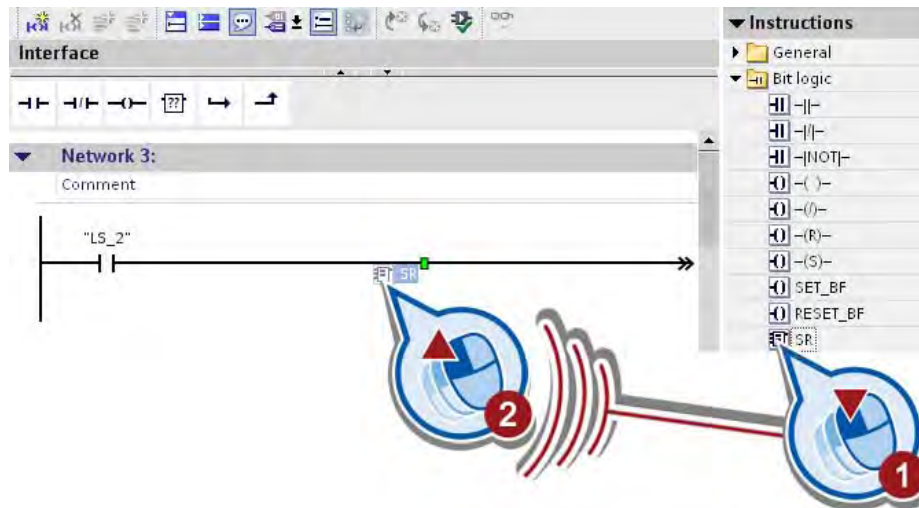 Interface
??
Network 3:
Comment
"LS_2"
SR
2
Instructions
General
Bit logic
-||-
-|/|-
-|NOT|-
-( )-
-(/)-
-(R)-
-(S)-
SET_BF
RESET_BF
SR
1